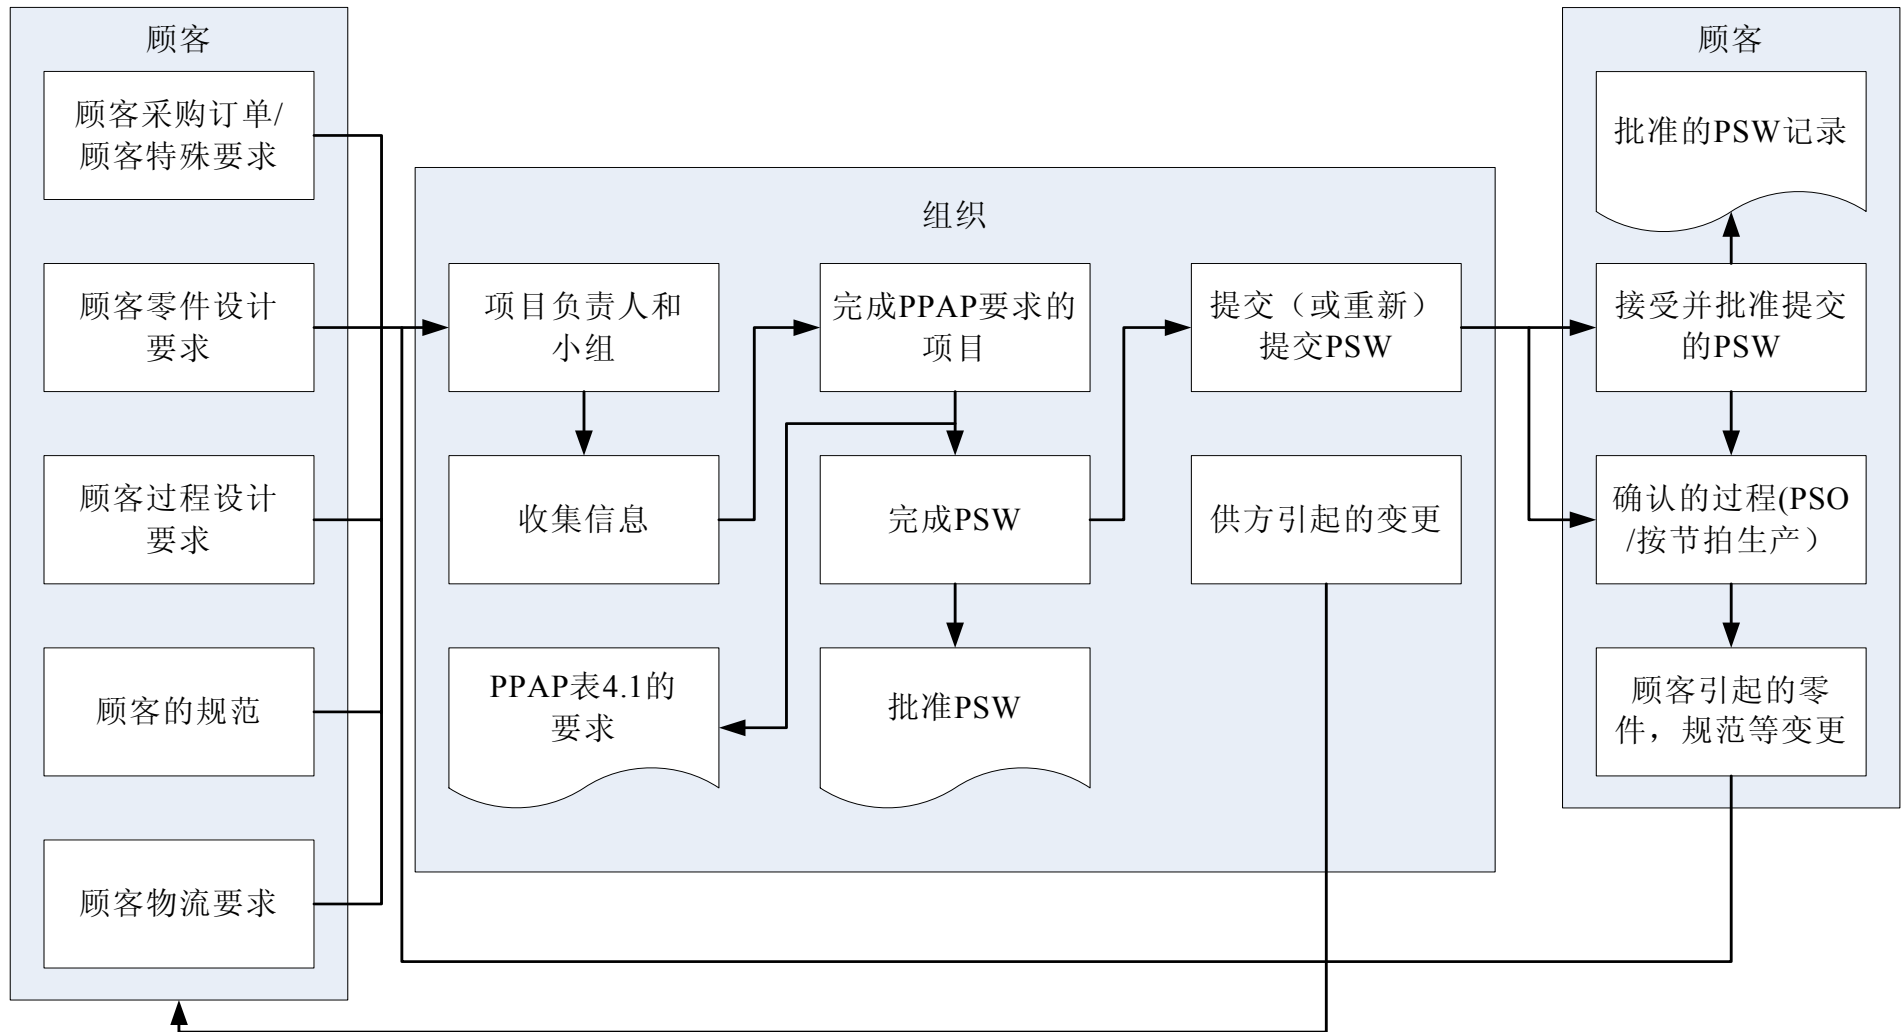 顾客
顾客采购订单/
顾客特殊要求
顾客零件设计
要求
顾客过程设计
要求
顾客的规范
顾客物流要求
组织
项目负责人和
小组
收集信息
PPAP表4.1的
要求
完成PPAP要求的
项目
完成PSW
批准PSW
提交（或重新）
提交PSW
供方引起的变更
顾客
批准的PSW记录
接受并批准提交
的PSW
确认的过程(PSO
/按节拍生产）
顾客引起的零
件，规范等变更